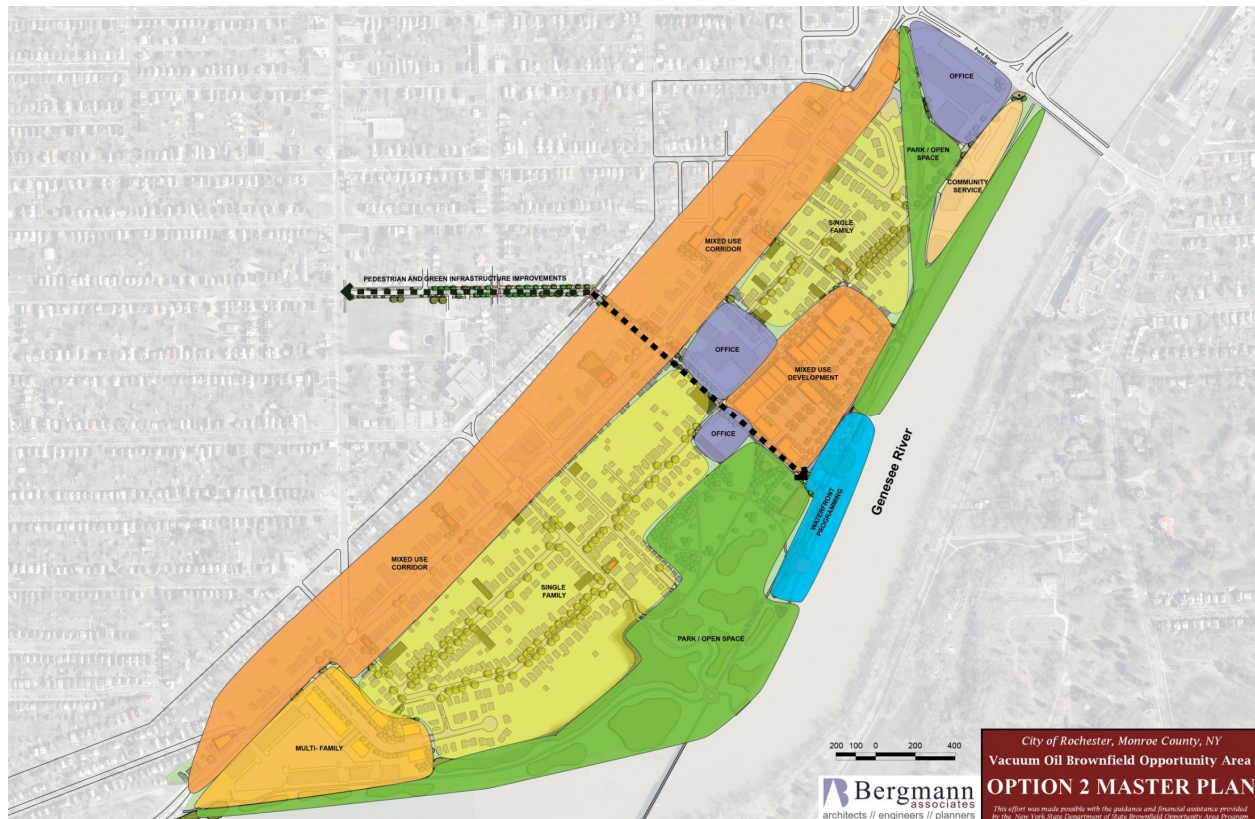 Ford Street
OFFICE
PARK / OPEN
SPACE
COMMUNITY
SERVICE
SINGLE
FAMILY
MIXED USE
CORRIDOR
PEDESTRIAN AND GREEN INFRASTRUCTURE IMPROVEMENTS
OFFICE
MIXED USE
DEVELOPMENT
OFFICE
Genesee River
WATERFRONT
PROGRAMMING
MIXED USE
CORRIDOR
SINGLE
FAMILY
PARK / OPEN SPACE
MULTI- FAMILY
200 100 0 200 400
Bergmann
associates
architects // engineers // planners
City of Rochester, Monroe County, NY
Vacuum Oil Brownfield Opportunity Area
OPTION 2 MASTER PLAN
This effort was made possible with the guidance and financial assistance provided
by the New York State Department of State Brownfield Opportunity Area Program